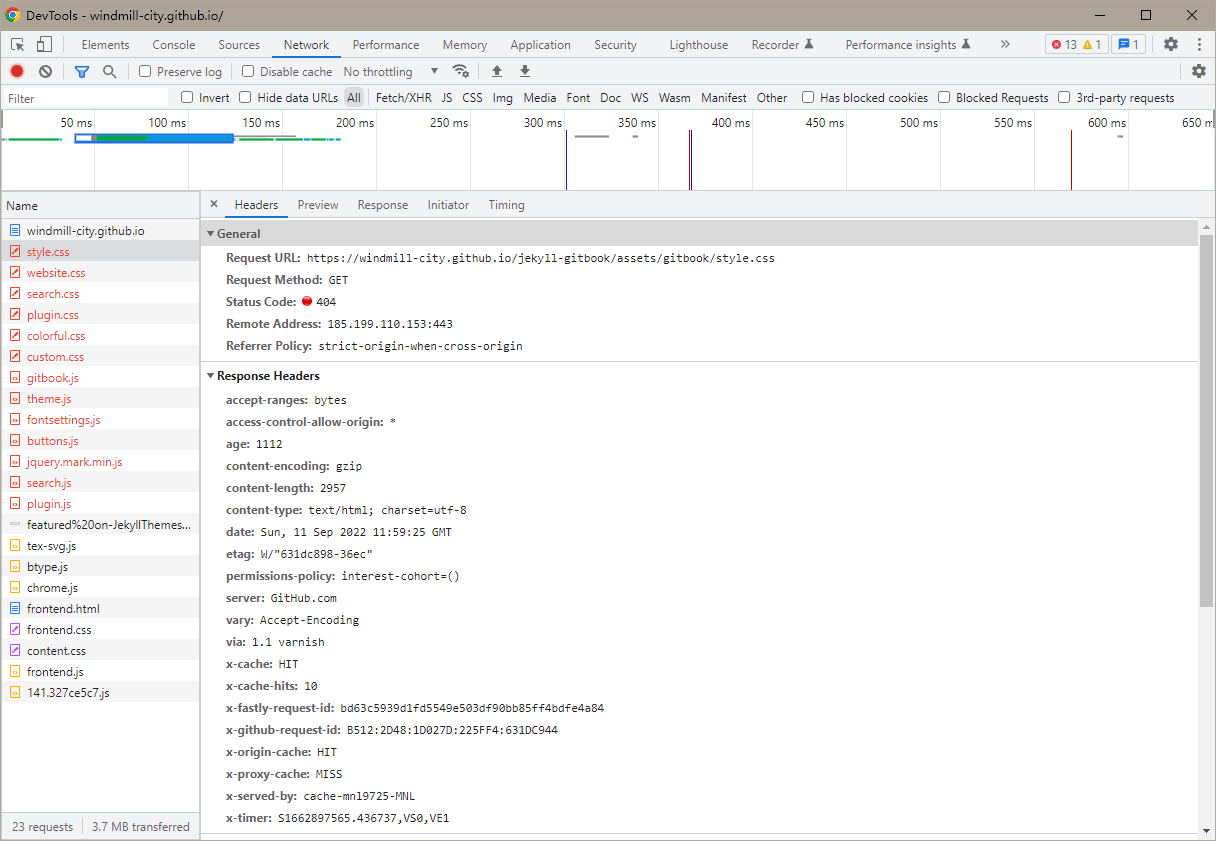 DevTools - windmill-city.github.io/
Elements Console Sources Network Performance Memory Application Security Lighthouse Recorder Performance insights » 13 1 1
Preserve log Disable cache No throttling
Filter Invert Hide data URLs All Fetch/XHR JS CSS Img Media Font Doc WS Wasm Manifest Other Has blocked cookies Blocked Requests 3rd-party requests
50 ms 100 ms 150 ms 200 ms 250 ms 300 ms 350 ms 400 ms 450 ms 500 ms 550 ms 600 ms 650 m
Name
windmill-city.github.io
style.css
website.css
search.css
plugin.css
colorful.css
custom.css
gitbook.js
theme.js
fontsettings.js
buttons.js
jquery.mark.min.js
search.js
plugin.js
featured%20on-JekyllThemes...
tex-svg.js
btype.js
chrome.js
frontend.html
frontend.css
content.css
frontend.js
141.327ce5c7.js
23 requests 3.7 MB transferred
Headers Preview Response Initiator Timing
General
Request URL: https://windmill-city.github.io/jekyll-gitbook/assets/gitbook/style.css
Request Method: GET
Status Code: 404
Remote Address: 185.199.110.153:443
Referrer Policy: strict-origin-when-cross-origin
Response Headers
accept-ranges: bytes
access-control-allow-origin: *
age: 1112
content-encoding: gzip
content-length: 2957
content-type: text/html; charset=utf-8
date: Sun, 11 Sep 2022 11:59:25 GMT
etag: W/"631dc898-36ec"
permissions-policy: interest-cohort=()
server: GitHub.com
vary: Accept-Encoding
via: 1.1 varnish
x-cache: HIT
x-cache-hits: 10
x-fastly-request-id: bd63c5939d1fd5549e503df90bb85ff4bdfe4a84
x-github-request-id: B512:2D48:1D027D:225FF4:631DC944
x-origin-cache: HIT
x-proxy-cache: MISS
x-served-by: cache-mnl9725-MNL
x-timer: S1662897565.436737,VS0,VE1